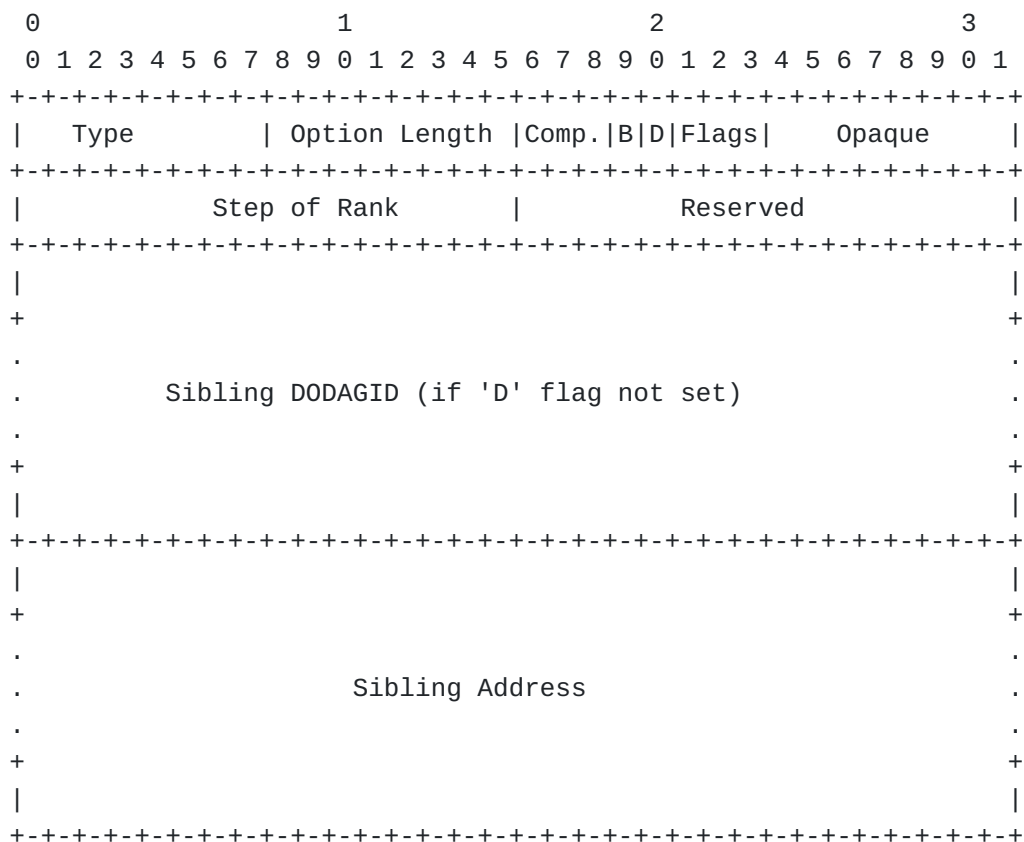 0                   1                   2                   3
 0 1 2 3 4 5 6 7 8 9 0 1 2 3 4 5 6 7 8 9 0 1 2 3 4 5 6 7 8 9 0 1
+-+-+-+-+-+-+-+-+-+-+-+-+-+-+-+-+-+-+-+-+-+-+-+-+-+-+-+-+-+-+-+-+
|   Type        | Option Length |Comp.|B|D|Flags|    Opaque     |
+-+-+-+-+-+-+-+-+-+-+-+-+-+-+-+-+-+-+-+-+-+-+-+-+-+-+-+-+-+-+-+-+
|            Step of Rank       |          Reserved             |
+-+-+-+-+-+-+-+-+-+-+-+-+-+-+-+-+-+-+-+-+-+-+-+-+-+-+-+-+-+-+-+-+
|                                                               |
+                                                               +
.                                                               .
.         Sibling DODAGID (if 'D' flag not set)                 .
.                                                               .
+                                                               +
|                                                               |
+-+-+-+-+-+-+-+-+-+-+-+-+-+-+-+-+-+-+-+-+-+-+-+-+-+-+-+-+-+-+-+-+
|                                                               |
+                                                               +
.                                                               .
.                     Sibling Address                           .
.                                                               .
+                                                               +
|                                                               |
+-+-+-+-+-+-+-+-+-+-+-+-+-+-+-+-+-+-+-+-+-+-+-+-+-+-+-+-+-+-+-+-+